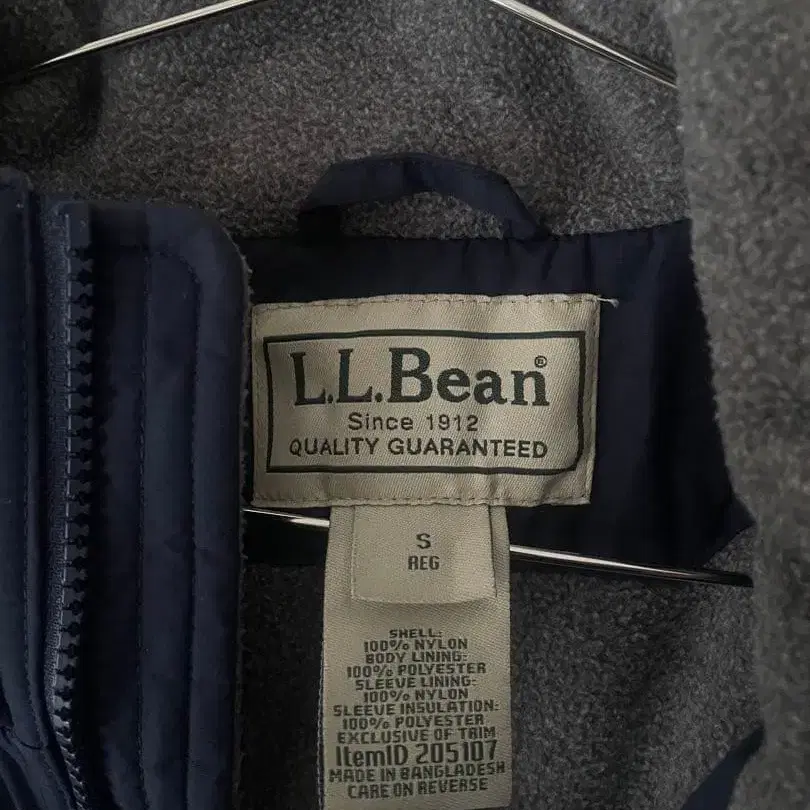 L.L.Bean®
Since 1912
QUALITY GUARANTEED
S
REG
SHELL:
100% NYLON
BODY LINING:
100% POLYESTER
SLEEVE LINING:
100% NYLON
SLEEVE INSULATION:
100% POLYESTER
EXCLUSIVE OF TRIM
ItemID 205107
MADE IN BANGLADESH
CARE ON REVERSE